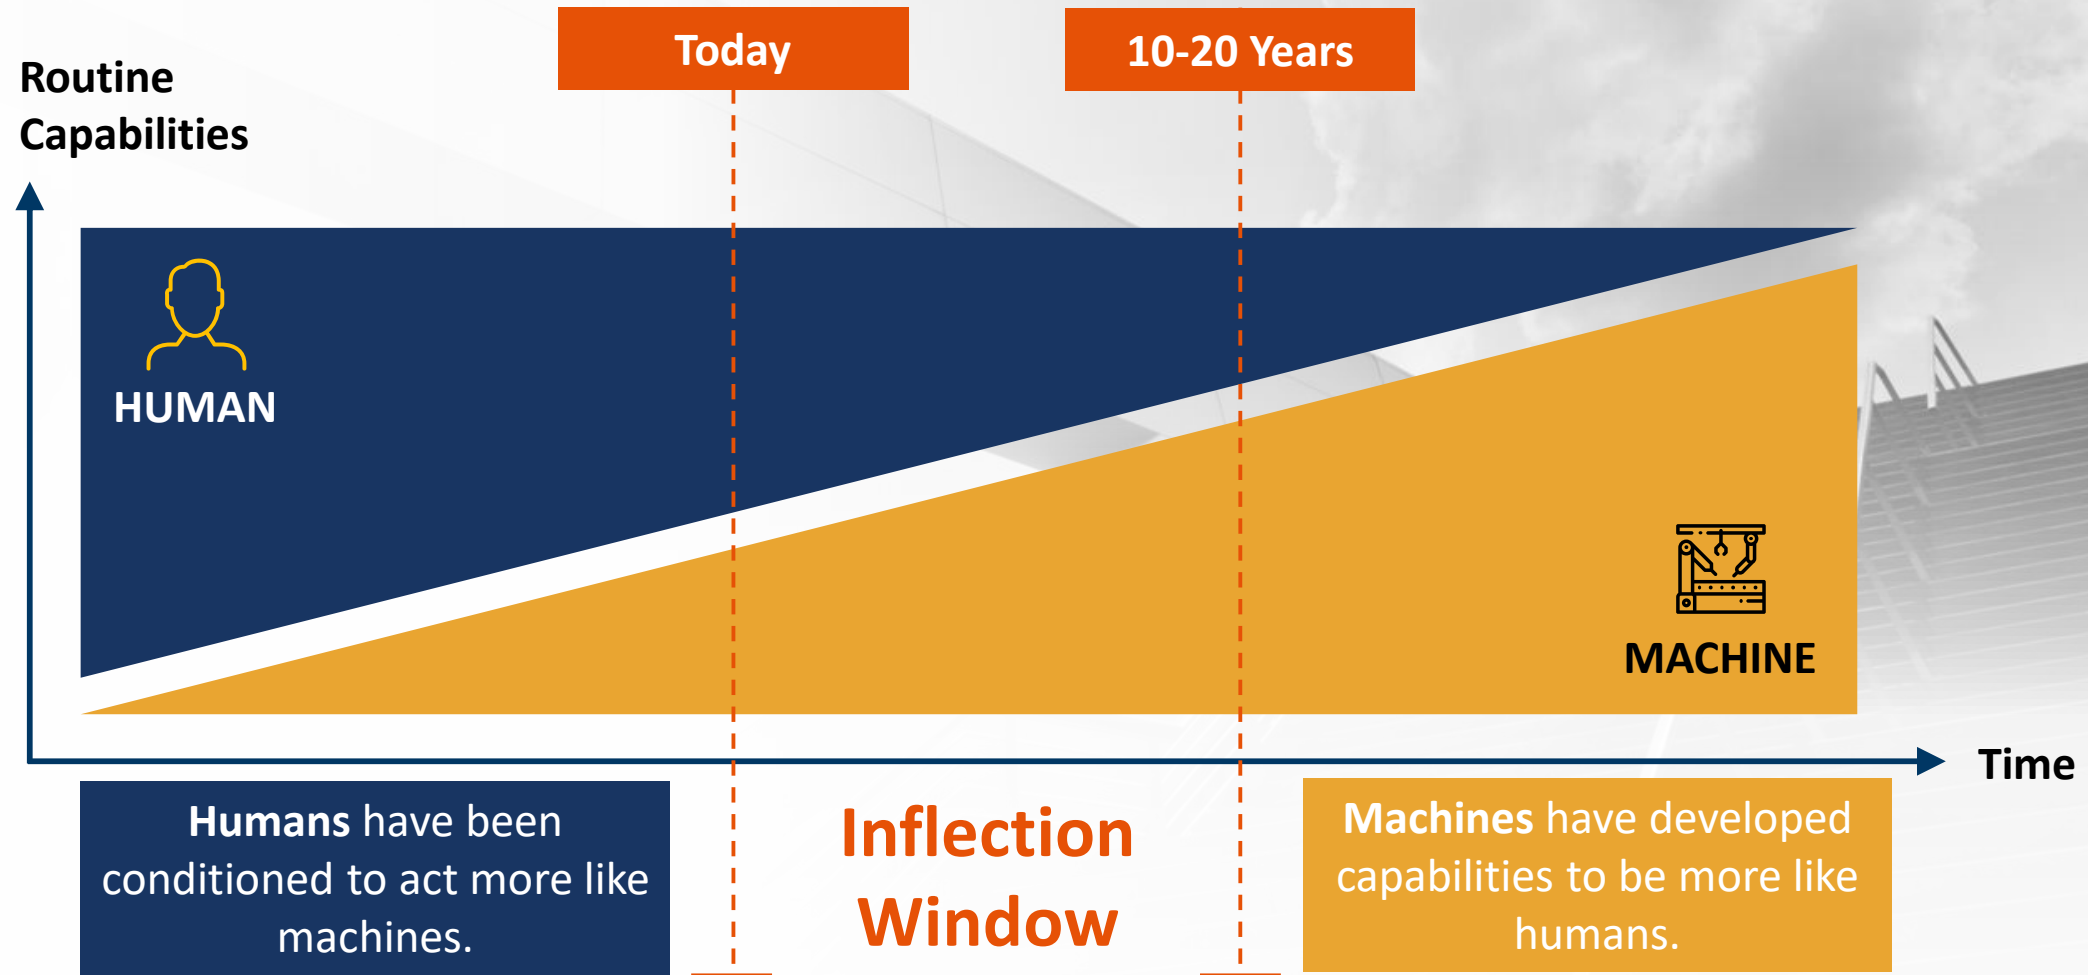 Today
10-20 Years
Routine
Capabilities
HUMAN
MACHINE
Time
Humans have been
conditioned to act more like
machines.
Inflection
Window
Machines have developed
capabilities to be more like
humans.